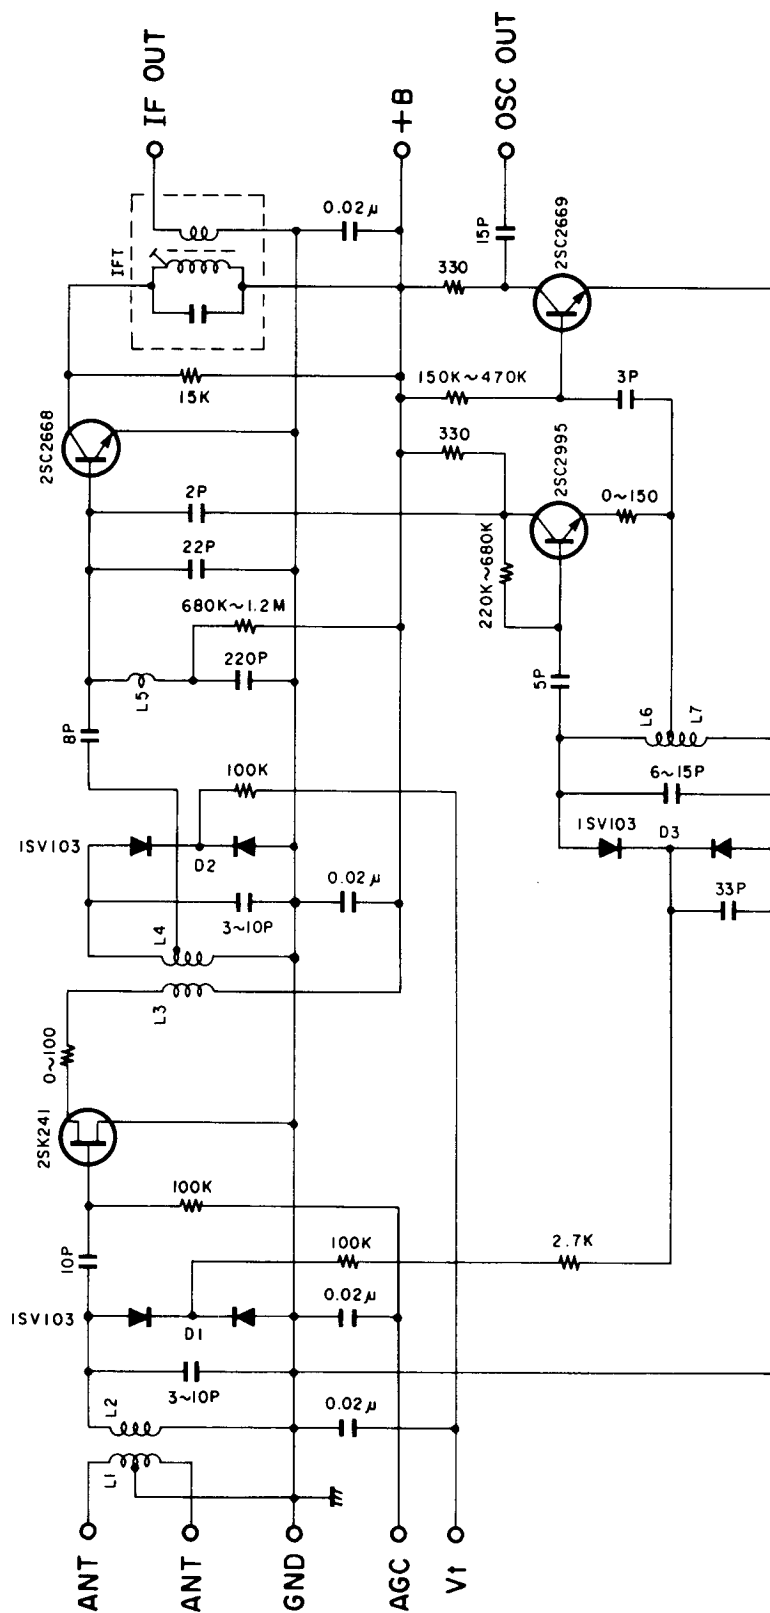 IF OUT
+B
OSC OUT
IFT
0.02μ
15P
2SC2669
330
15K
150K~470K
3P
2SC2668
330
2SC2995
2P
0~150
22P
220K~680K
680K~1.2M
220P
L5
5P
8P
L6
L7
100K
6~15P
1SV103
D2
1SV103
D3
0.02μ
3~10P
33P
L4
L3
0~100
2SK241
100K
10P
100K
2.7K
1SV103
D1
0.02μ
3~10P
L2
0.02μ
L1
ANT
ANT
GND
AGC
Vt